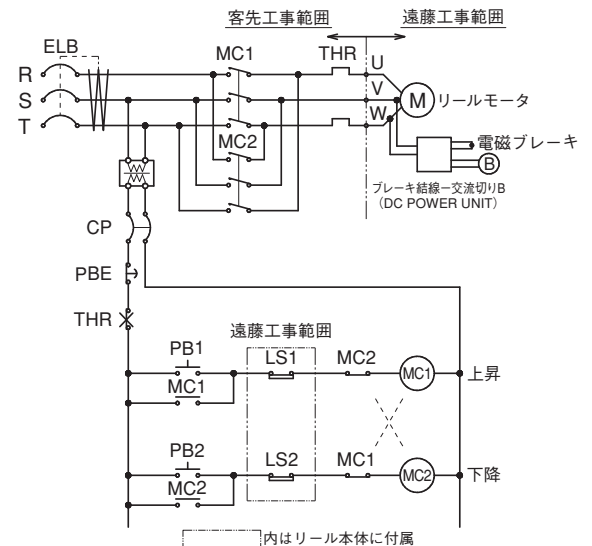 客先工事範囲 遠藤工事範囲
ELB MC1 THR
R U
S V M リールモータ
T W
MC2
電磁ブレーキ
B
ブレーキ結線ー交流切りB
(DC POWER UNIT)
CP
PBE
THR
遠藤工事範囲
PB1 LS1 MC2
MC1 MC1 上昇
PB2 LS2 MC1
MC2 MC2 下降
内はリール本体に付属